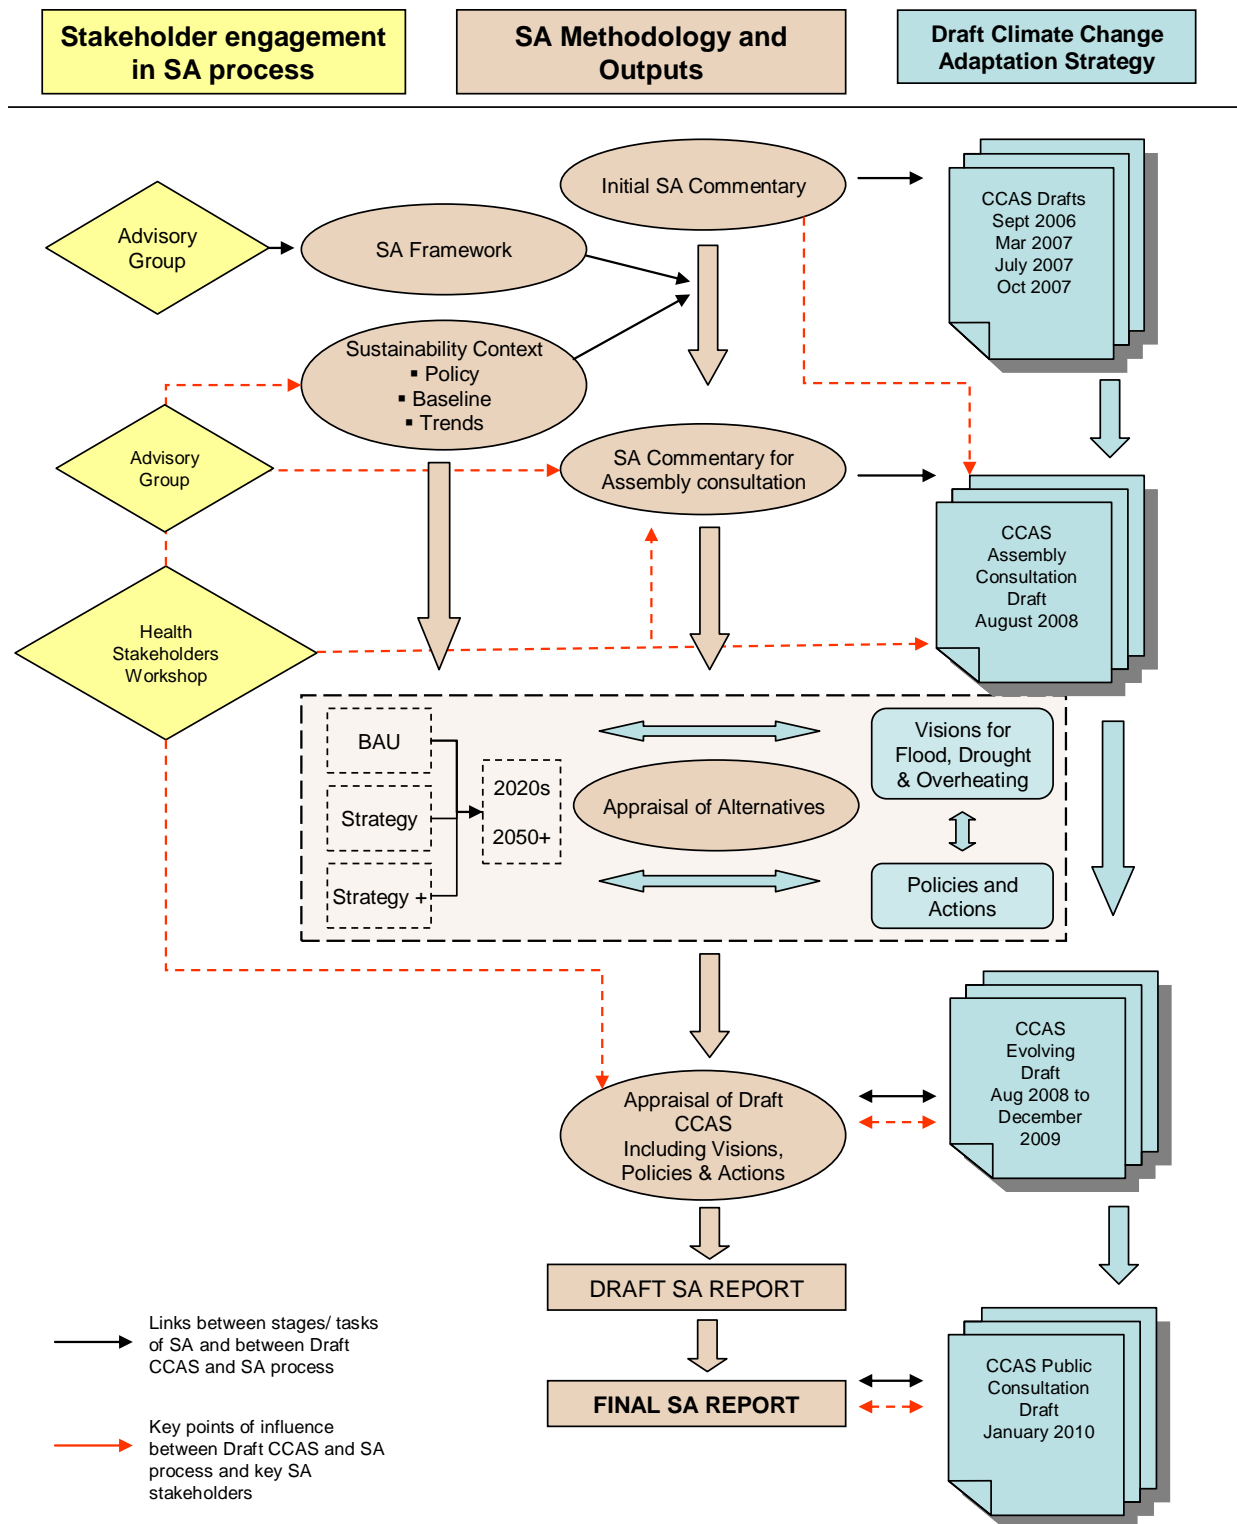 Stakeholder engagement
in SA process
SA Methodology and
Outputs
Draft Climate Change
Adaptation Strategy
Initial SA Commentary
CCAS Drafts
Sept 2006
Mar 2007
July 2007
Oct 2007
Advisory
Group
SA Framework
Sustainability Context
▪ Policy
▪ Baseline
▪ Trends
Advisory
Group
SA Commentary for
Assembly consultation
CCAS
Assembly
Consultation
Draft
August 2008
Health
Stakeholders
Workshop
BAU
Strategy
Strategy +
2020s
2050+
Appraisal of Alternatives
Visions for
Flood, Drought
& Overheating
Policies and
Actions
Appraisal of Draft
CCAS
Including Visions,
Policies & Actions
CCAS
Evolving
Draft
Aug 2008 to
December
2009
DRAFT SA REPORT
FINAL SA REPORT
CCAS Public
Consultation
Draft
January 2010
Links between stages/ tasks
of SA and between Draft
CCAS and SA process
Key points of influence
between Draft CCAS and SA
process and key SA
stakeholders